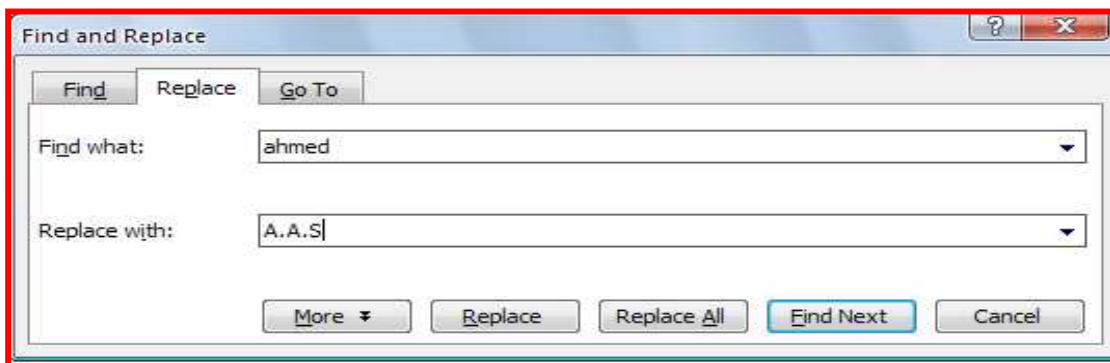 Find and Replace
Find Replace Go To
Find what: ahmed
Replace with: A.A.S
More Replace Replace All Find Next Cancel